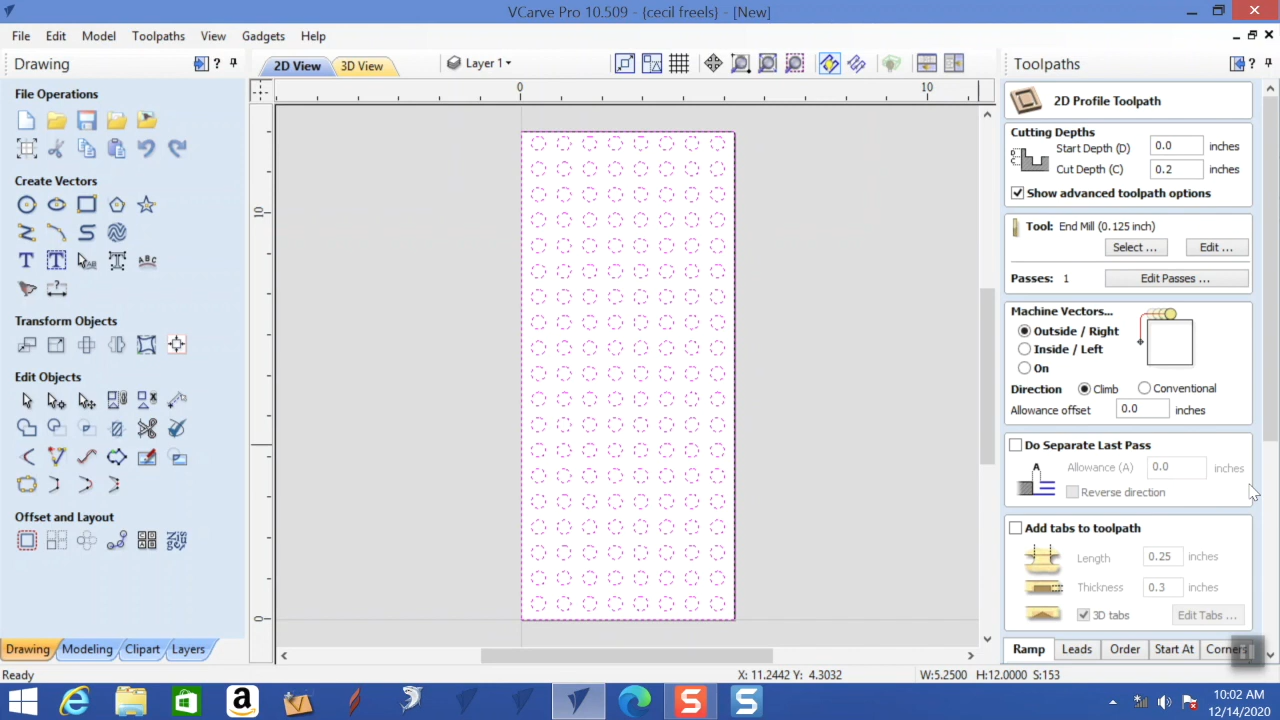 VCarve Pro 10.509 - {cecil freels} - [New]
File Edit Model Toolpaths View Gadgets Help
Drawing ?
File Operations
Create Vectors
T T T ABC
?
Transform Objects
Edit Objects
Offset and Layout
Drawing Modeling Clipart Layers
Ready
2D View 3D View Layer 1
0 10
10
0
X: 11.2442 Y: 4.3032 W:5.2500 H:12.0000 S:153
Toolpaths ?
2D Profile Toolpath
Cutting Depths
Start Depth (D) 0.0 inches
Cut Depth (C) 0.2 inches
Show advanced toolpath options
Tool: End Mill (0.125 inch)
Select ... Edit ...
Passes: 1 Edit Passes ...
Machine Vectors...
Outside / Right
Inside / Left
On
Direction Climb Conventional
Allowance offset 0.0 inches
Do Separate Last Pass
A Allowance (A) 0.0 inches
Reverse direction
Add tabs to toolpath
Length 0.25 inches
Thickness 0.3 inches
3D tabs Edit Tabs ...
Ramp Leads Order Start At Corners
a S S
10:02 AM
12/14/2020